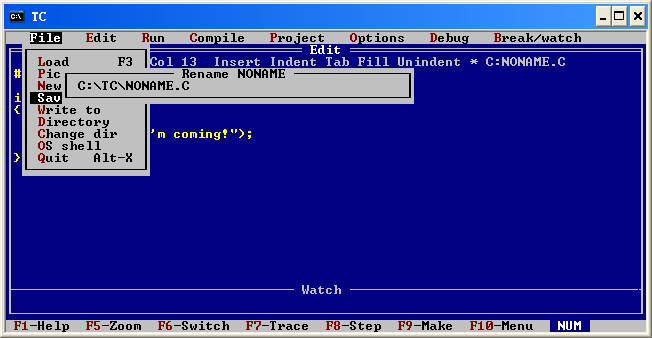 C:\ TC
File Edit Run Compile Project Options Debug Break/watch
Edit
Load F3 Col 13 Insert Indent Tab Fill Unindent * C:NONAME.C
# Pic Rename NONAME
New C:\TC\NONAME.C
i Sav
{ Write to
Directory
Change dir 'm coming!");
OS shell
} Quit Alt-X
Watch
F1-Help F5-Zoom F6-Switch F7-Trace F8-Step F9-Make F10-Menu NUM